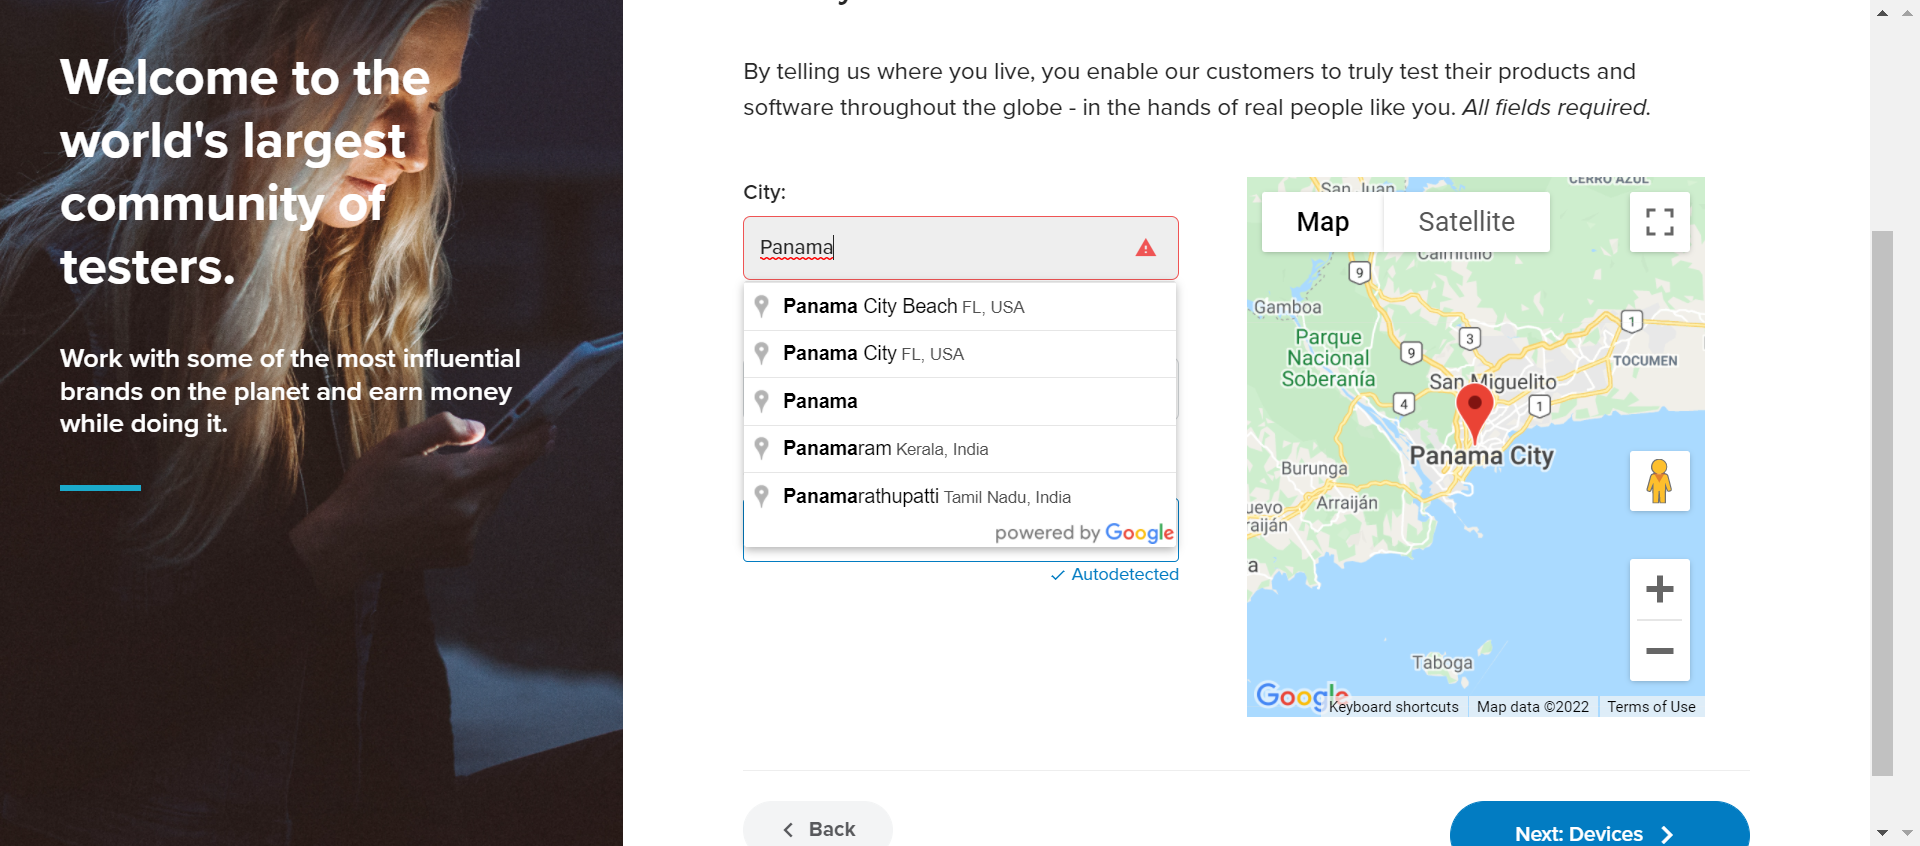 Welcome to the
world's largest
community of
testers.
Work with some of the most influential
brands on the planet and earn money
while doing it.
By telling us where you live, you enable our customers to truly test their products and
software throughout the globe - in the hands of real people like you. All fields required.
City:
Panama
Panama City Beach FL, USA
Panama City FL, USA
Panama
Panamaram Kerala, India
Panamarathupatti Tamil Nadu, India
powered by Google
Autodetected
CERRO AZUL
San Juan
Map
Satellite
9
Gamboa
1
Parque
Nacional
Soberanía
3
9
TOCUMEN
San Miguelito
4
1
Panama City
Burunga
Arraiján
Taboga
Google
Keyboard shortcuts
Map data ©2022
Terms of Use
Back
Next: Devices